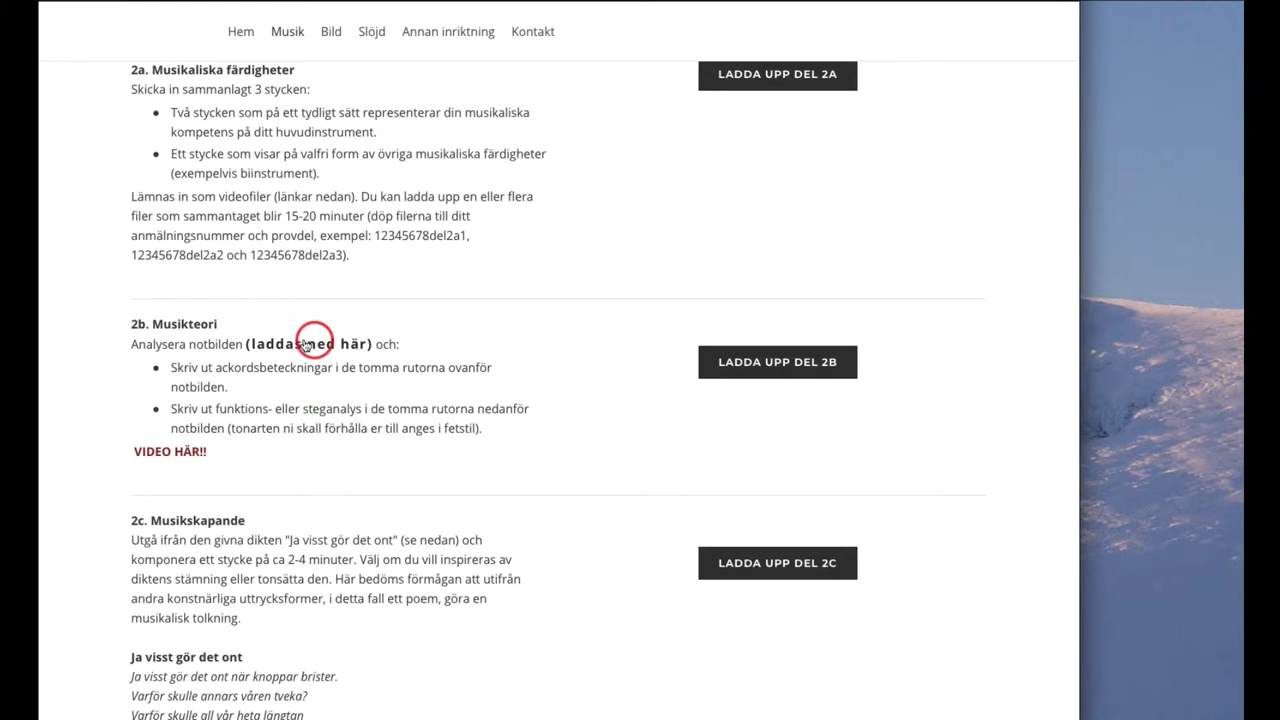 Hem Musik Bild Slöjd Annan inriktning Kontakt
2a. Musikaliska färdigheter
LADDA UPP DEL 2A
Skicka in sammanlagt 3 stycken:
Två stycken som på ett tydligt sätt representerar din musikaliska
kompetens på ditt huvudinstrument.
Ett stycke som visar på valfri form av övriga musikaliska färdigheter
(exempelvis biinstrument).
Lämnas in som videofiler (länkar nedan). Du kan ladda upp en eller flera
filer som sammantaget blir 15-20 minuter (döp filerna till ditt
anmälningsnummer och provdel, exempel: 12345678del2a1,
12345678del2a2 och 12345678del2a3).
2b. Musikteori
Analysera notbilden (laddas ned här) och:
LADDA UPP DEL 2B
Skriv ut ackordsbeteckningar i de tomma rutorna ovanför
notbilden.
Skriv ut funktions- eller steganalys i de tomma rutorna nedanför
notbilden (tonarten ni skall förhålla er till anges i fetstil).
VIDEO HÄR!!
2c. Musikskapande
Utgå ifrån den givna dikten "Ja visst gör det ont" (se nedan) och
komponera ett stycke på ca 2-4 minuter. Välj om du vill inspireras av
LADDA UPP DEL 2C
diktens stämning eller tonsätta den. Här bedöms förmågan att utifrån
andra konstnärliga uttrycksformer, i detta fall ett poem, göra en
musikalisk tolkning.
Ja visst gör det ont
Ja visst gör det ont när knoppar brister.
Varför skulle annars våren tveka?
Varför skulle all vår heta längtan